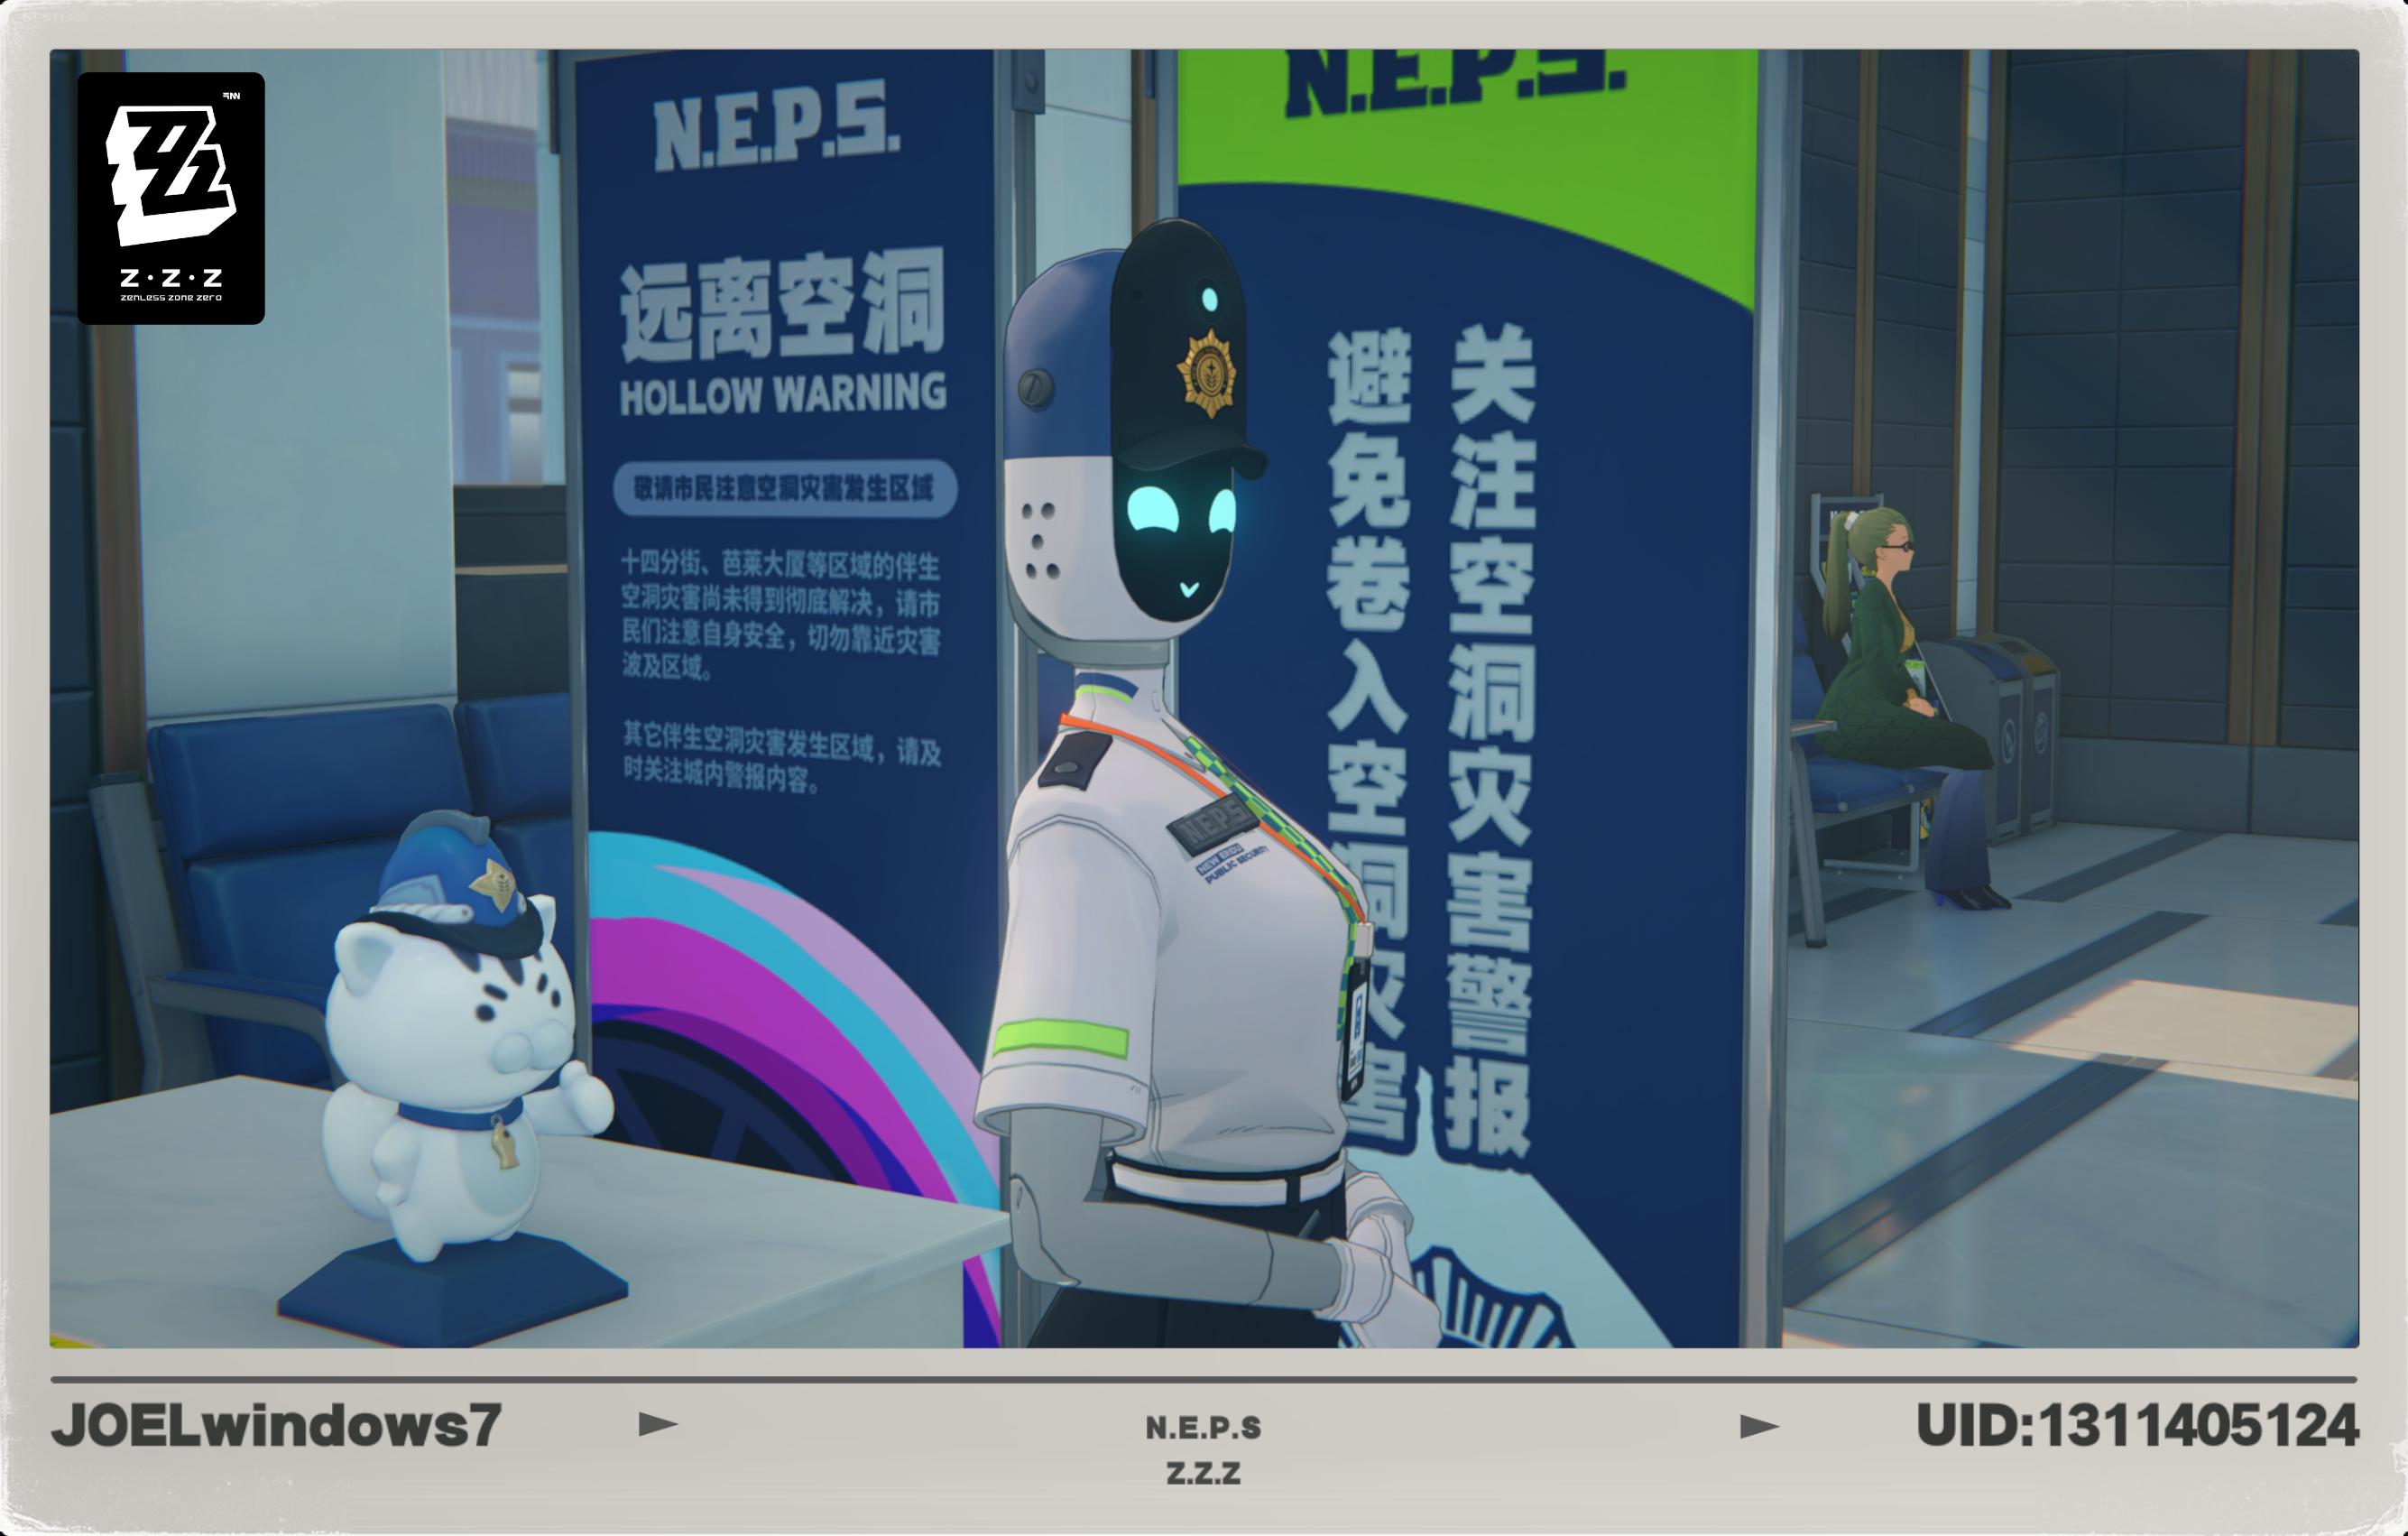 Z·Z·Z
ZENLESS ZONE ZERO
N.E.P.S.
远离空洞
HOLLOW WARNING
敬请市民注意空洞灾害发生区域
十四分街、芭莱大厦等区域的伴生
空洞灾害尚未得到彻底解决，请市
民们注意自身安全，切勿靠近灾害
波及区域。
其它伴生空洞灾害发生区域，请及
时关注城内警报内容。
N.E.P.S.
关注空洞灾害警报
避免卷入空洞灾害
NEPS
NEW ERIDU
PUBLIC SECURITY
JOELwindows7
N.E.P.S
Z.Z.Z
UID:1311405124